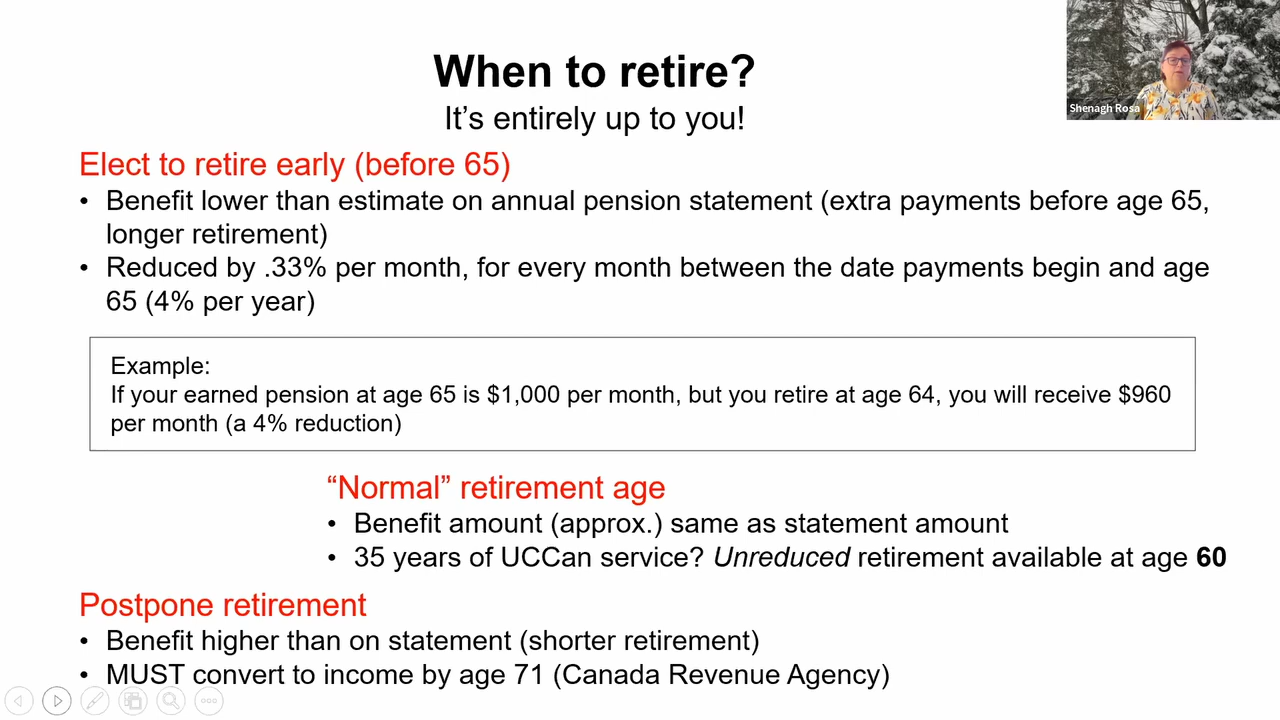 When to retire?
It's entirely up to you!
Shenagh Rosa
Elect to retire early (before 65)
• Benefit lower than estimate on annual pension statement (extra payments before age 65,
longer retirement)
• Reduced by .33% per month, for every month between the date payments begin and age
65 (4% per year)
Example:
If your earned pension at age 65 is $1,000 per month, but you retire at age 64, you will receive $960
per month (a 4% reduction)
“Normal” retirement age
• Benefit amount (approx.) same as statement amount
• 35 years of UCCan service? Unreduced retirement available at age 60
Postpone retirement
• Benefit higher than on statement (shorter retirement)
• MUST convert to income by age 71 (Canada Revenue Agency)